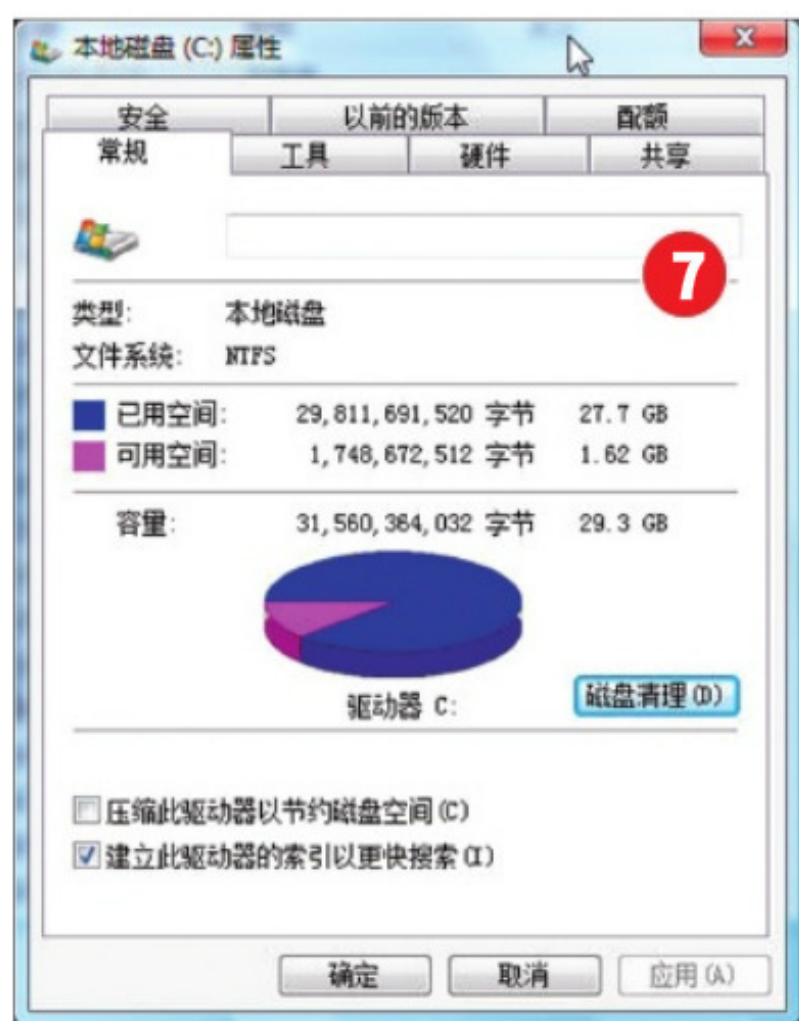 本地磁盘 (C:) 属性
安全 以前的版本 配额
常规 工具 硬件 共享
7
类型: 本地磁盘
文件系统: NTFS
已用空间: 29,811,691,520 字节 27.7 GB
可用空间: 1,748,672,512 字节 1.62 GB
容量: 31,560,364,032 字节 29.3 GB
驱动器 C:
磁盘清理(D)
压缩此驱动器以节约磁盘空间(C)
建立此驱动器的索引以更快搜索(I)
确定 取消 应用(A)